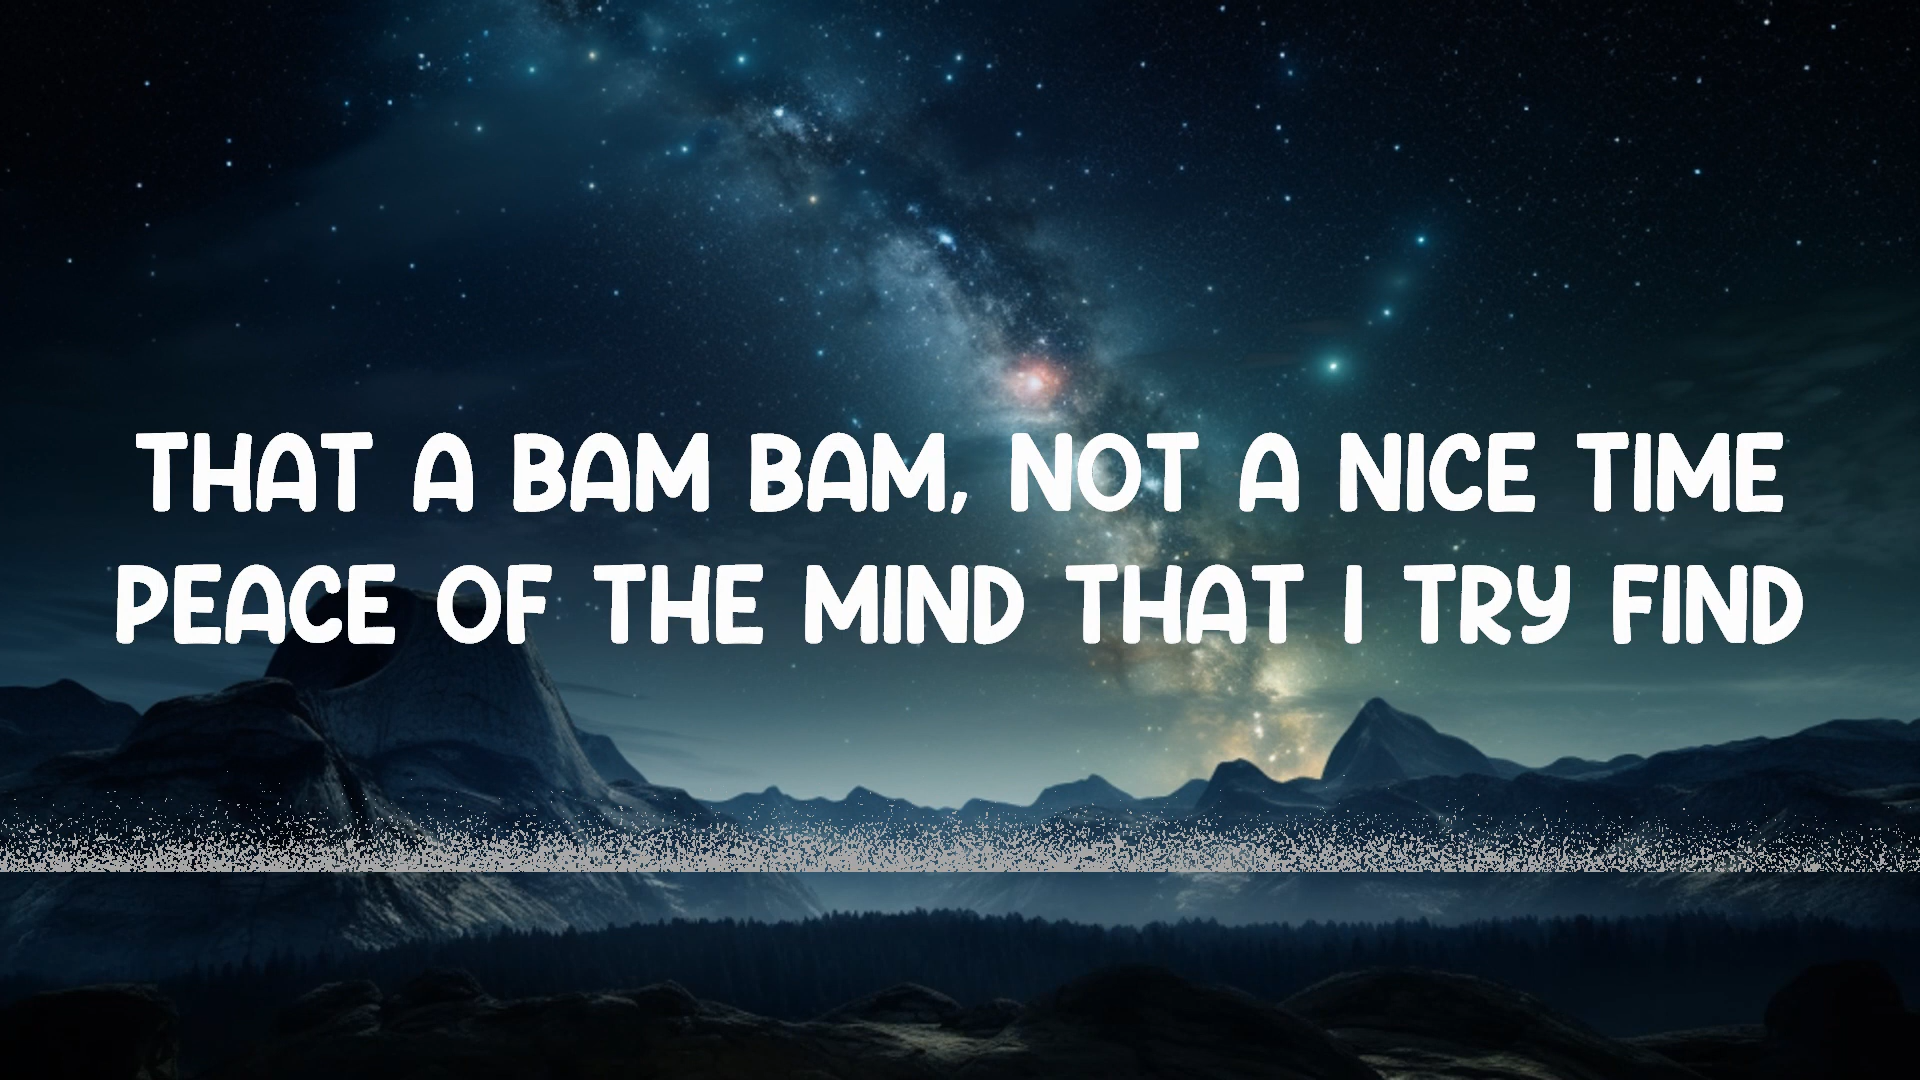 THAT A BAM BAM, NOT A NICE TIME
PEACE OF THE MIND THAT I TRY FIND